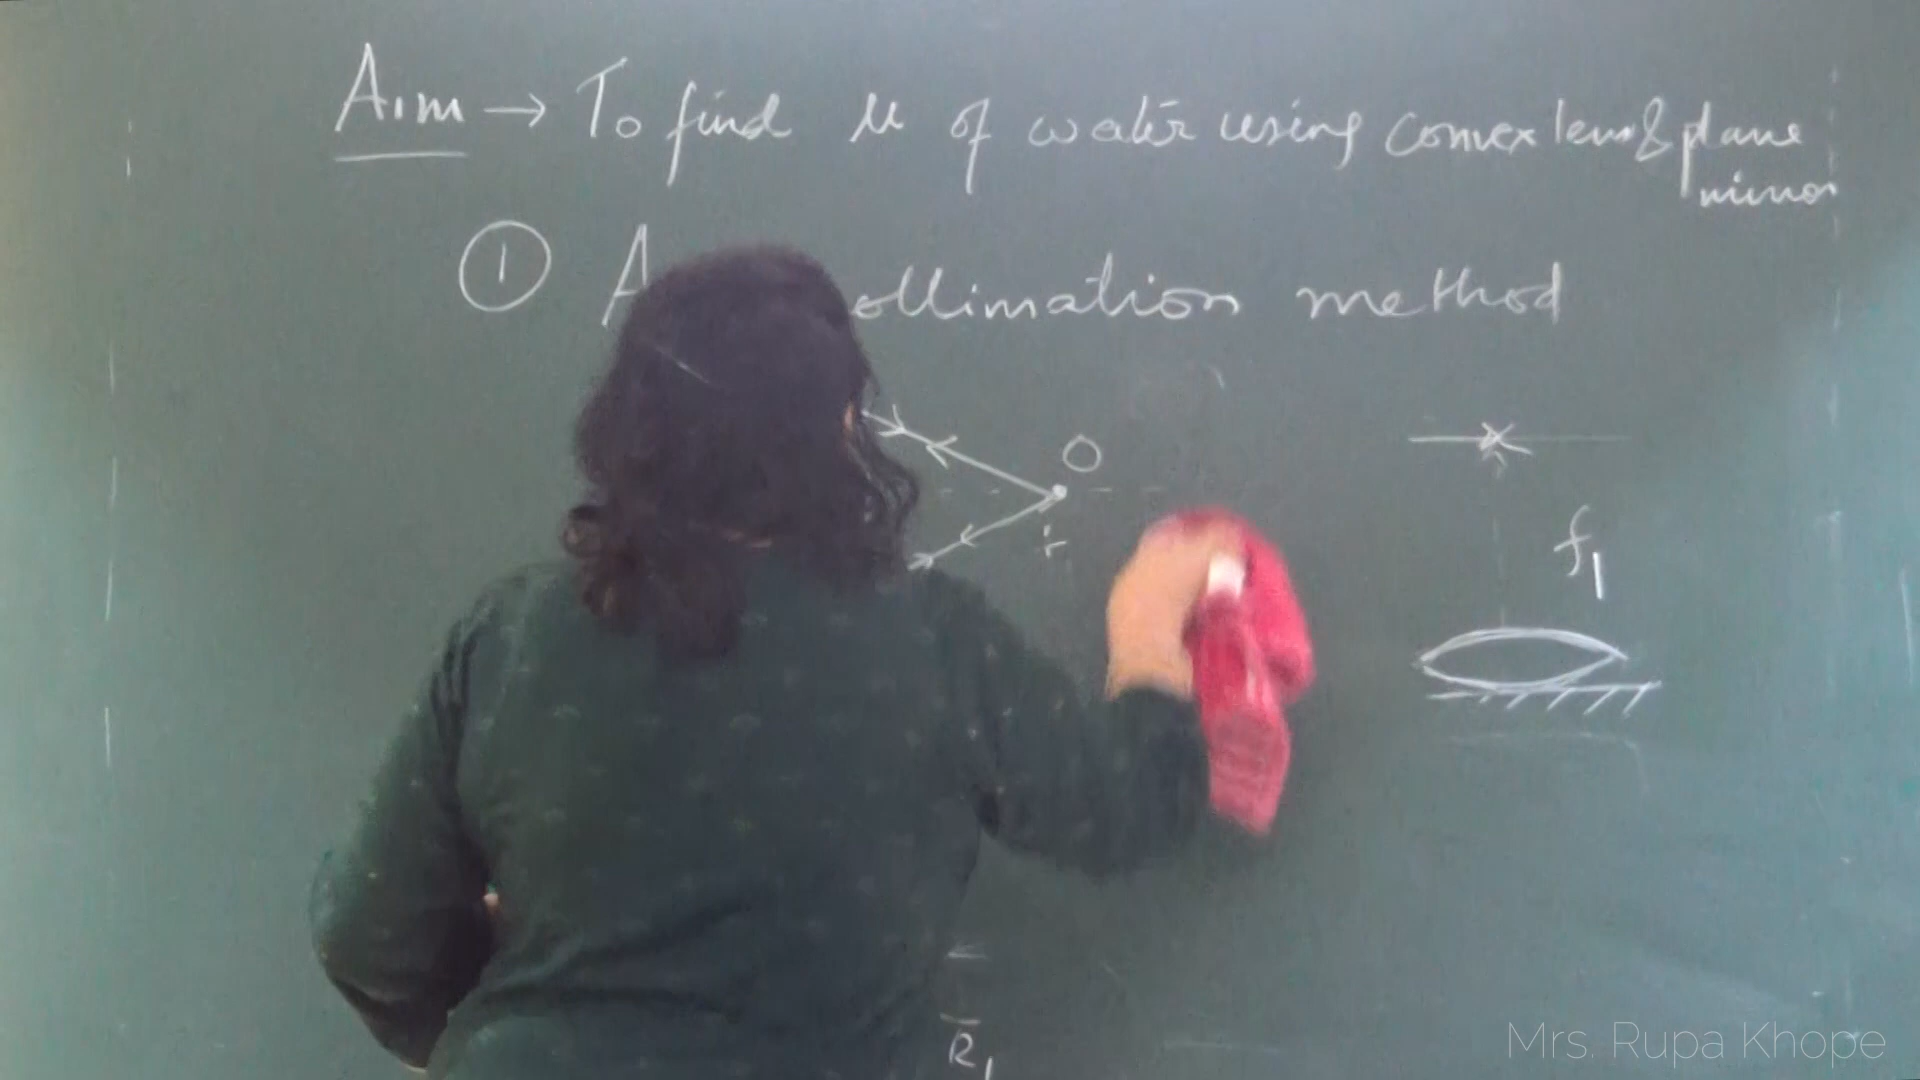 Aim → To find μ of water using convex lens & plane
mirror
① A ollimation method
O
F
f₁
R₁
Mrs. Rupa Khope